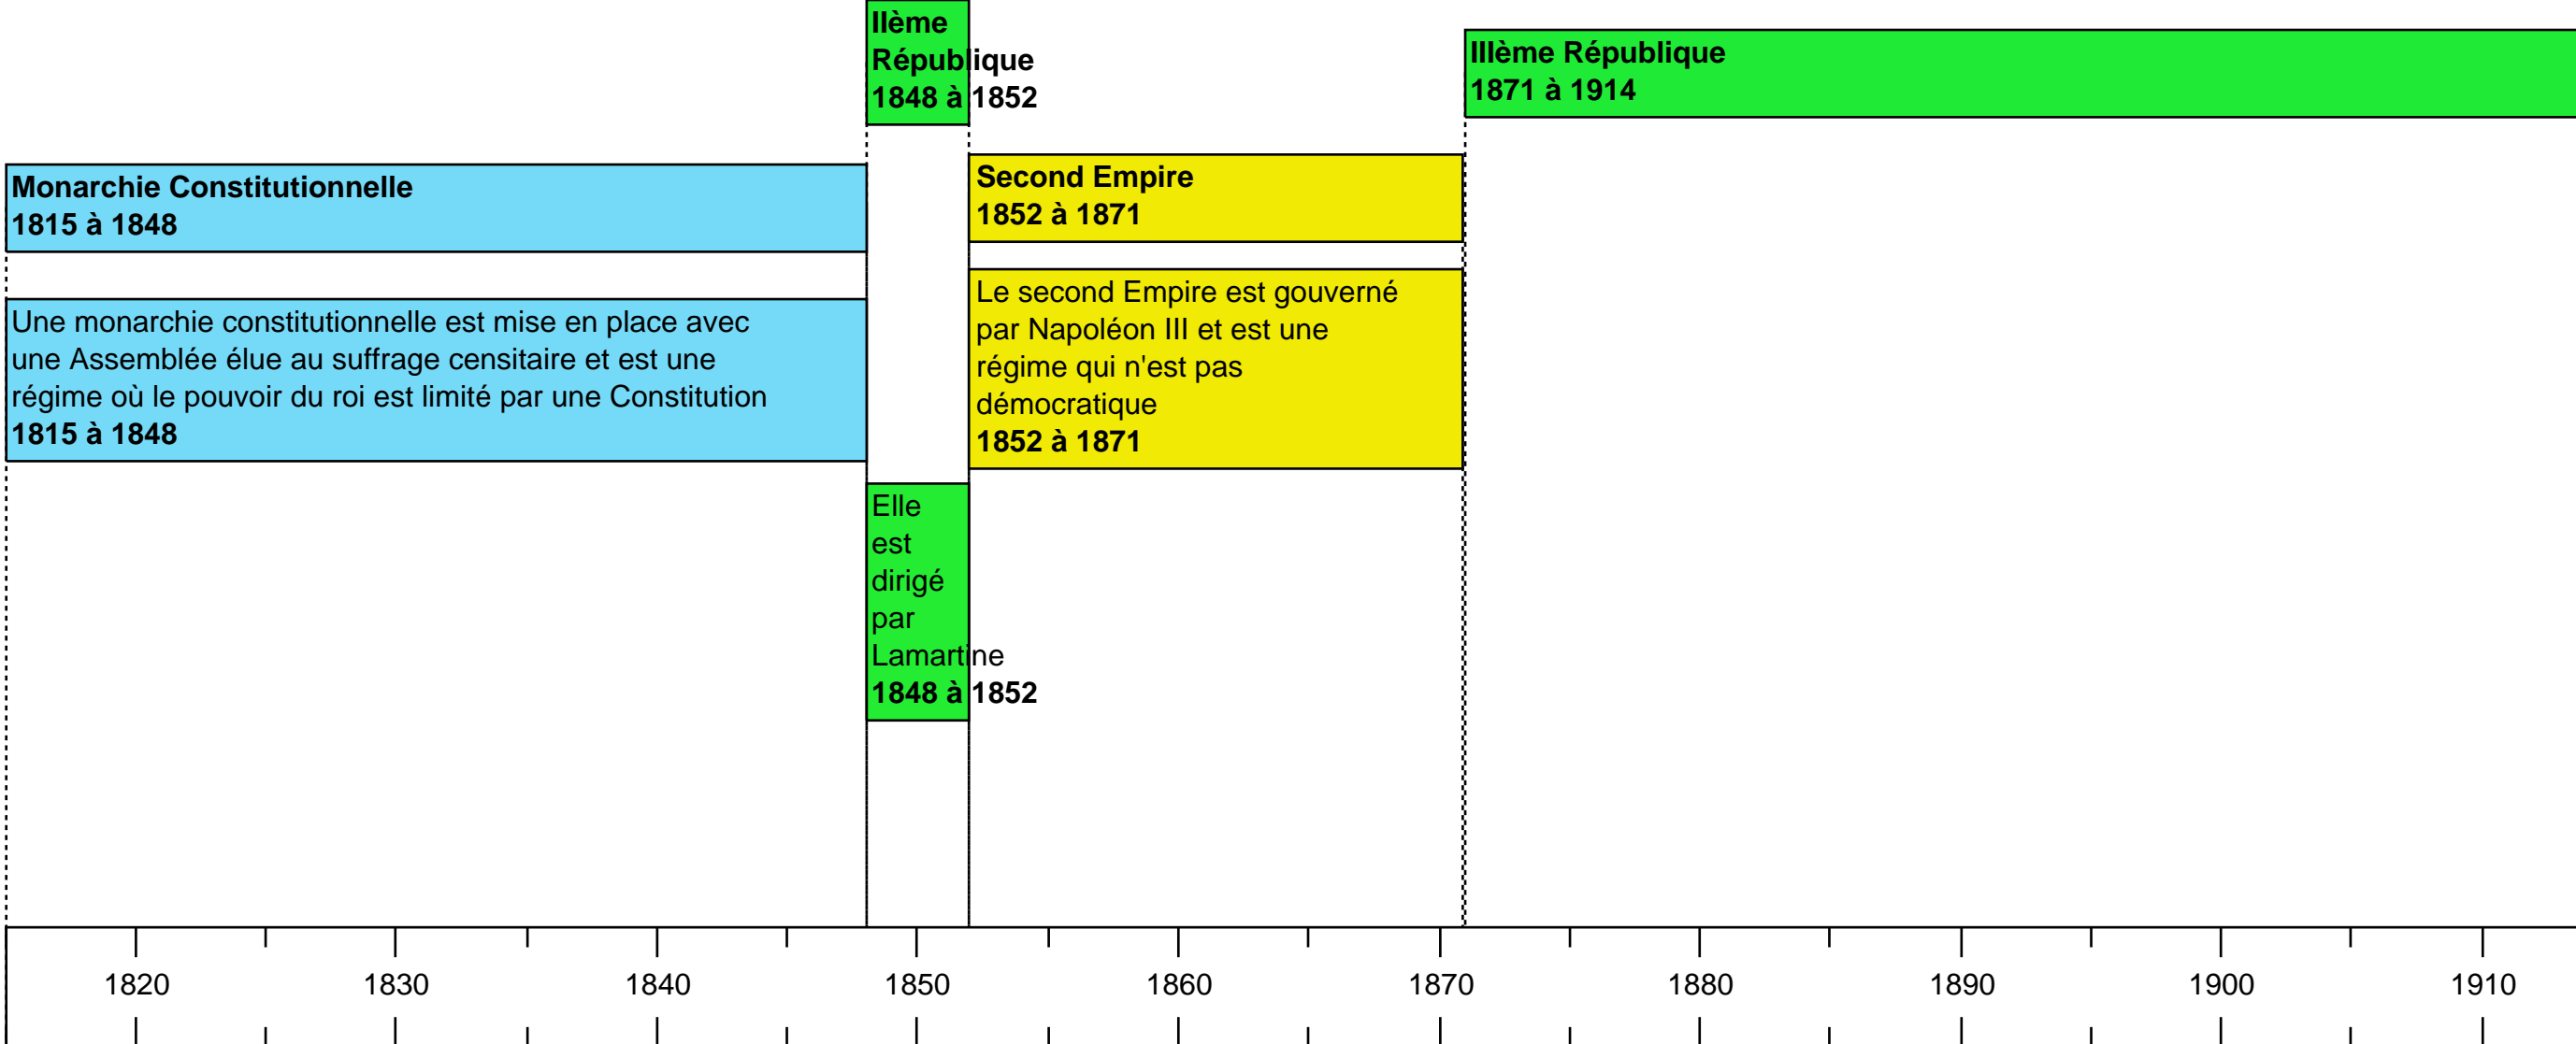 IIème
République
1848 à 1852
IIIème République
1871 à 1914
Monarchie Constitutionnelle
1815 à 1848
Second Empire
1852 à 1871
Une monarchie constitutionnelle est mise en place avec
une Assemblée élue au suffrage censitaire et est une
régime où le pouvoir du roi est limité par une Constitution
1815 à 1848
Le second Empire est gouverné
par Napoléon III et est une
régime qui n'est pas
démocratique
1852 à 1871
Elle
est
dirigé
par
Lamartine
1848 à 1852
1820 1830 1840 1850 1860 1870 1880 1890 1900 1910